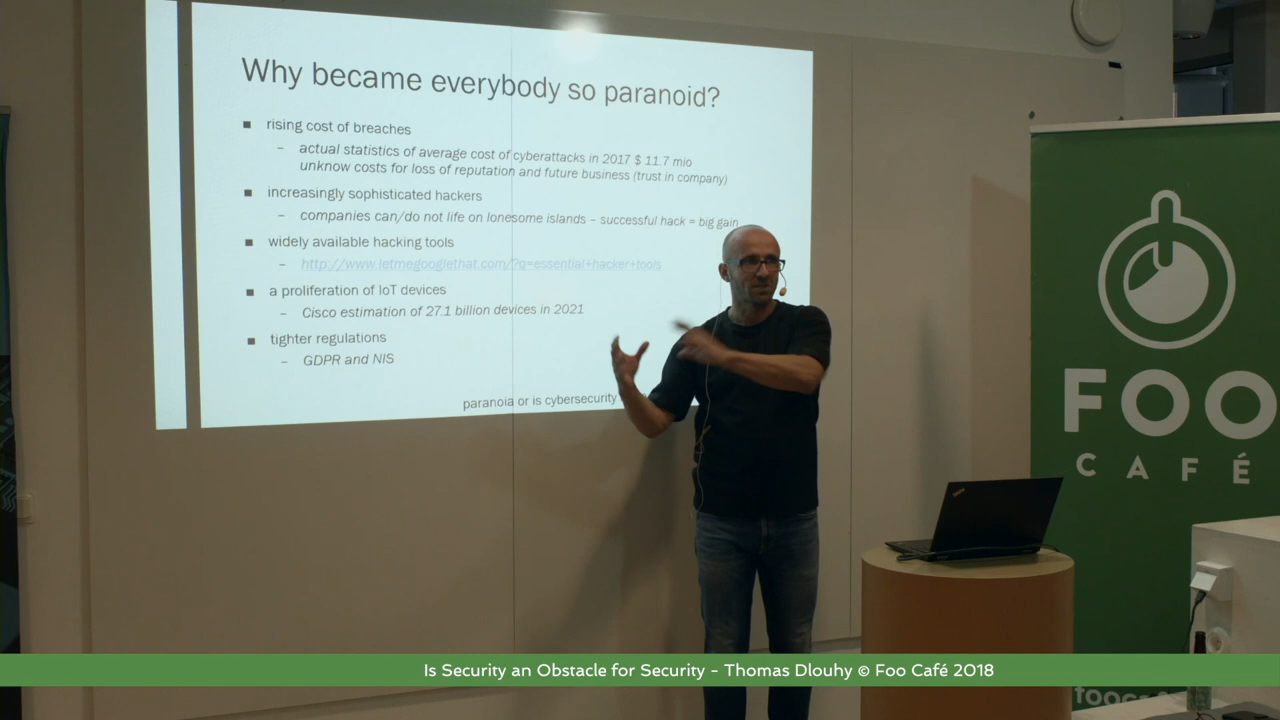 Why became everybody so paranoid?
■ rising cost of breaches
– actual statistics of average cost of cyberattacks in 2017 $ 11.7 mio
unknow costs for loss of reputation and future business (trust in company)
■ increasingly sophisticated hackers
– companies can/do not life on lonesome islands – successful hack = big gain
■ widely available hacking tools
– http://www.letmegooglethat.com/?q=essential+hacker+tools
■ a proliferation of IoT devices
– Cisco estimation of 27.1 billion devices in 2021
■ tighter regulations
– GDPR and NIS
paranoia or is cybersecurity
FOO
CAFÉ
Is Security an Obstacle for Security - Thomas Dlouhy © Foo Café 2018